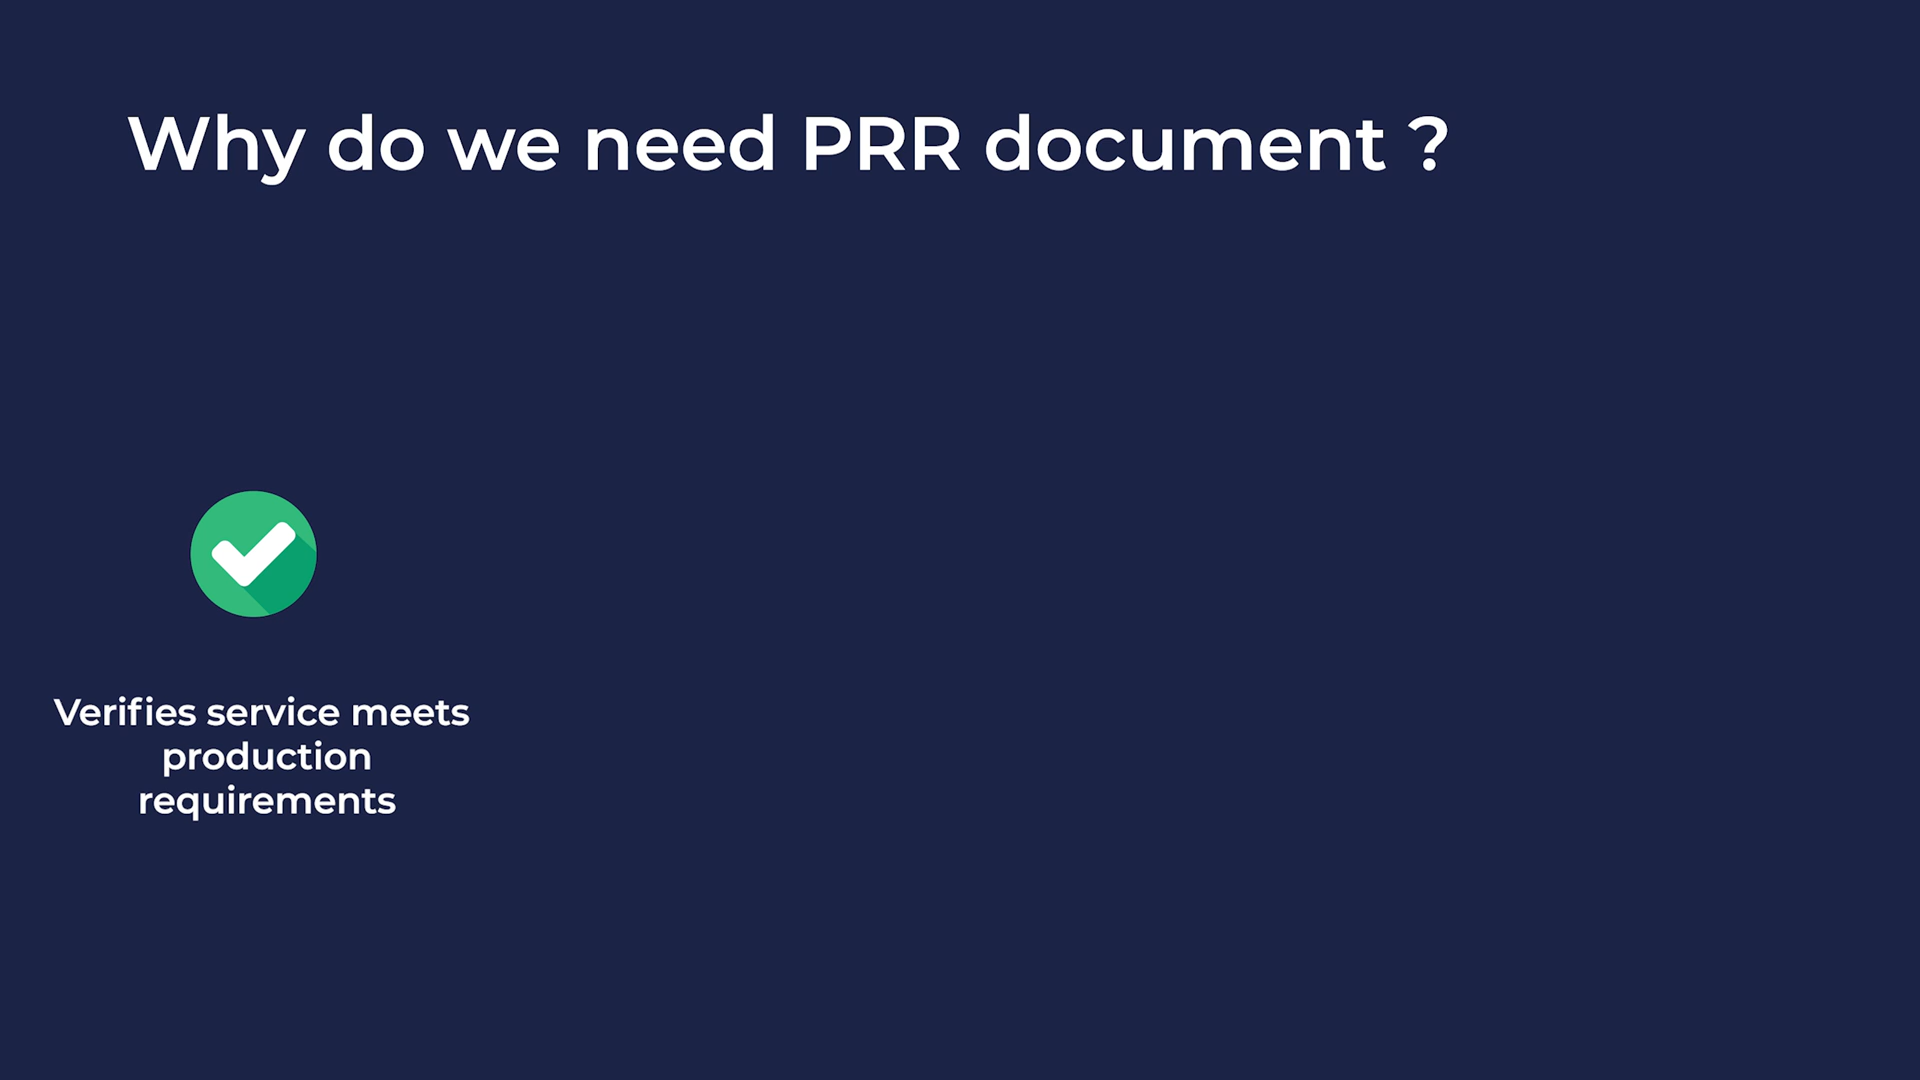 Why do we need PRR document ?
Verifies service meets
production
requirements